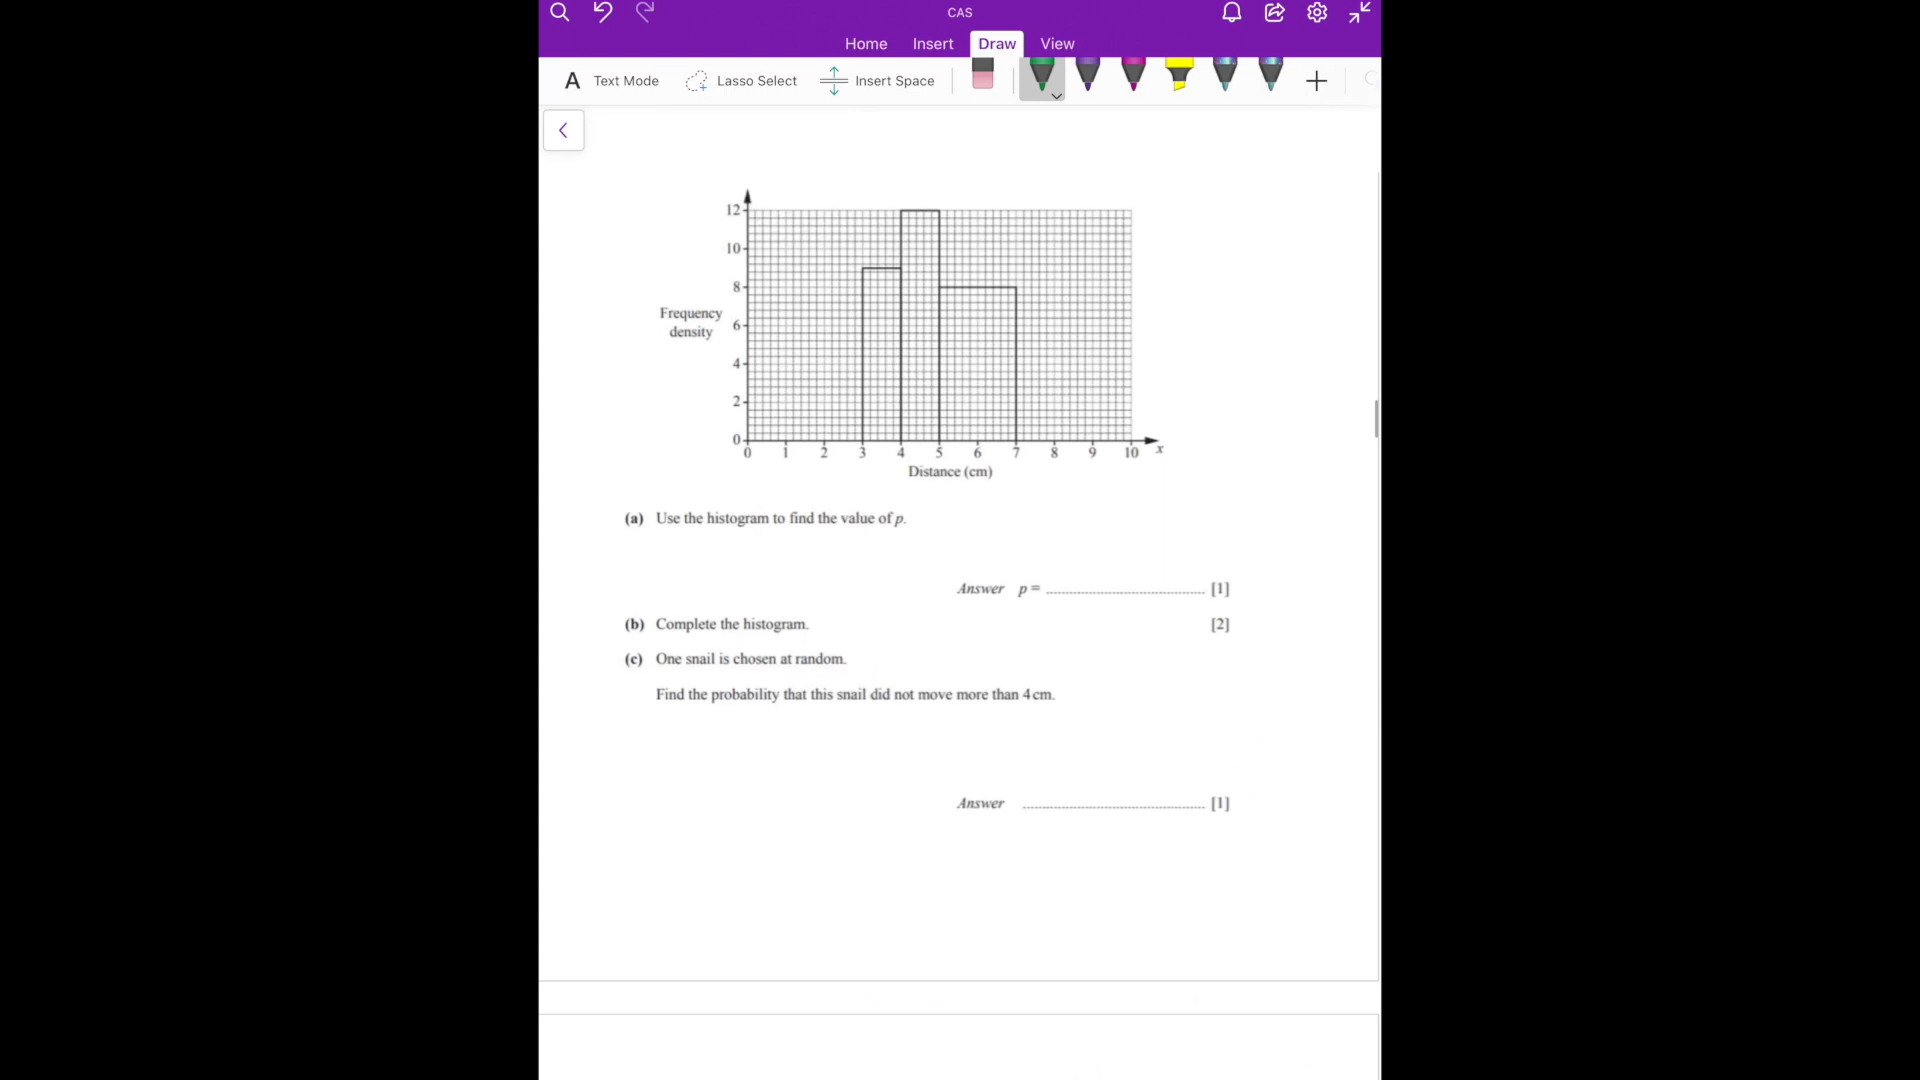 CAS
Home Insert Draw View
A Text Mode Lasso Select Insert Space
12
10
8
Frequency
density
6
4
2
0
0 1 2 3 4 5 6 7 8 9 10 x
Distance (cm)
(a) Use the histogram to find the value of p.
Answer p = ........................................ [1]
(b) Complete the histogram. [2]
(c) One snail is chosen at random.
Find the probability that this snail did not move more than 4 cm.
Answer ............................................. [1]